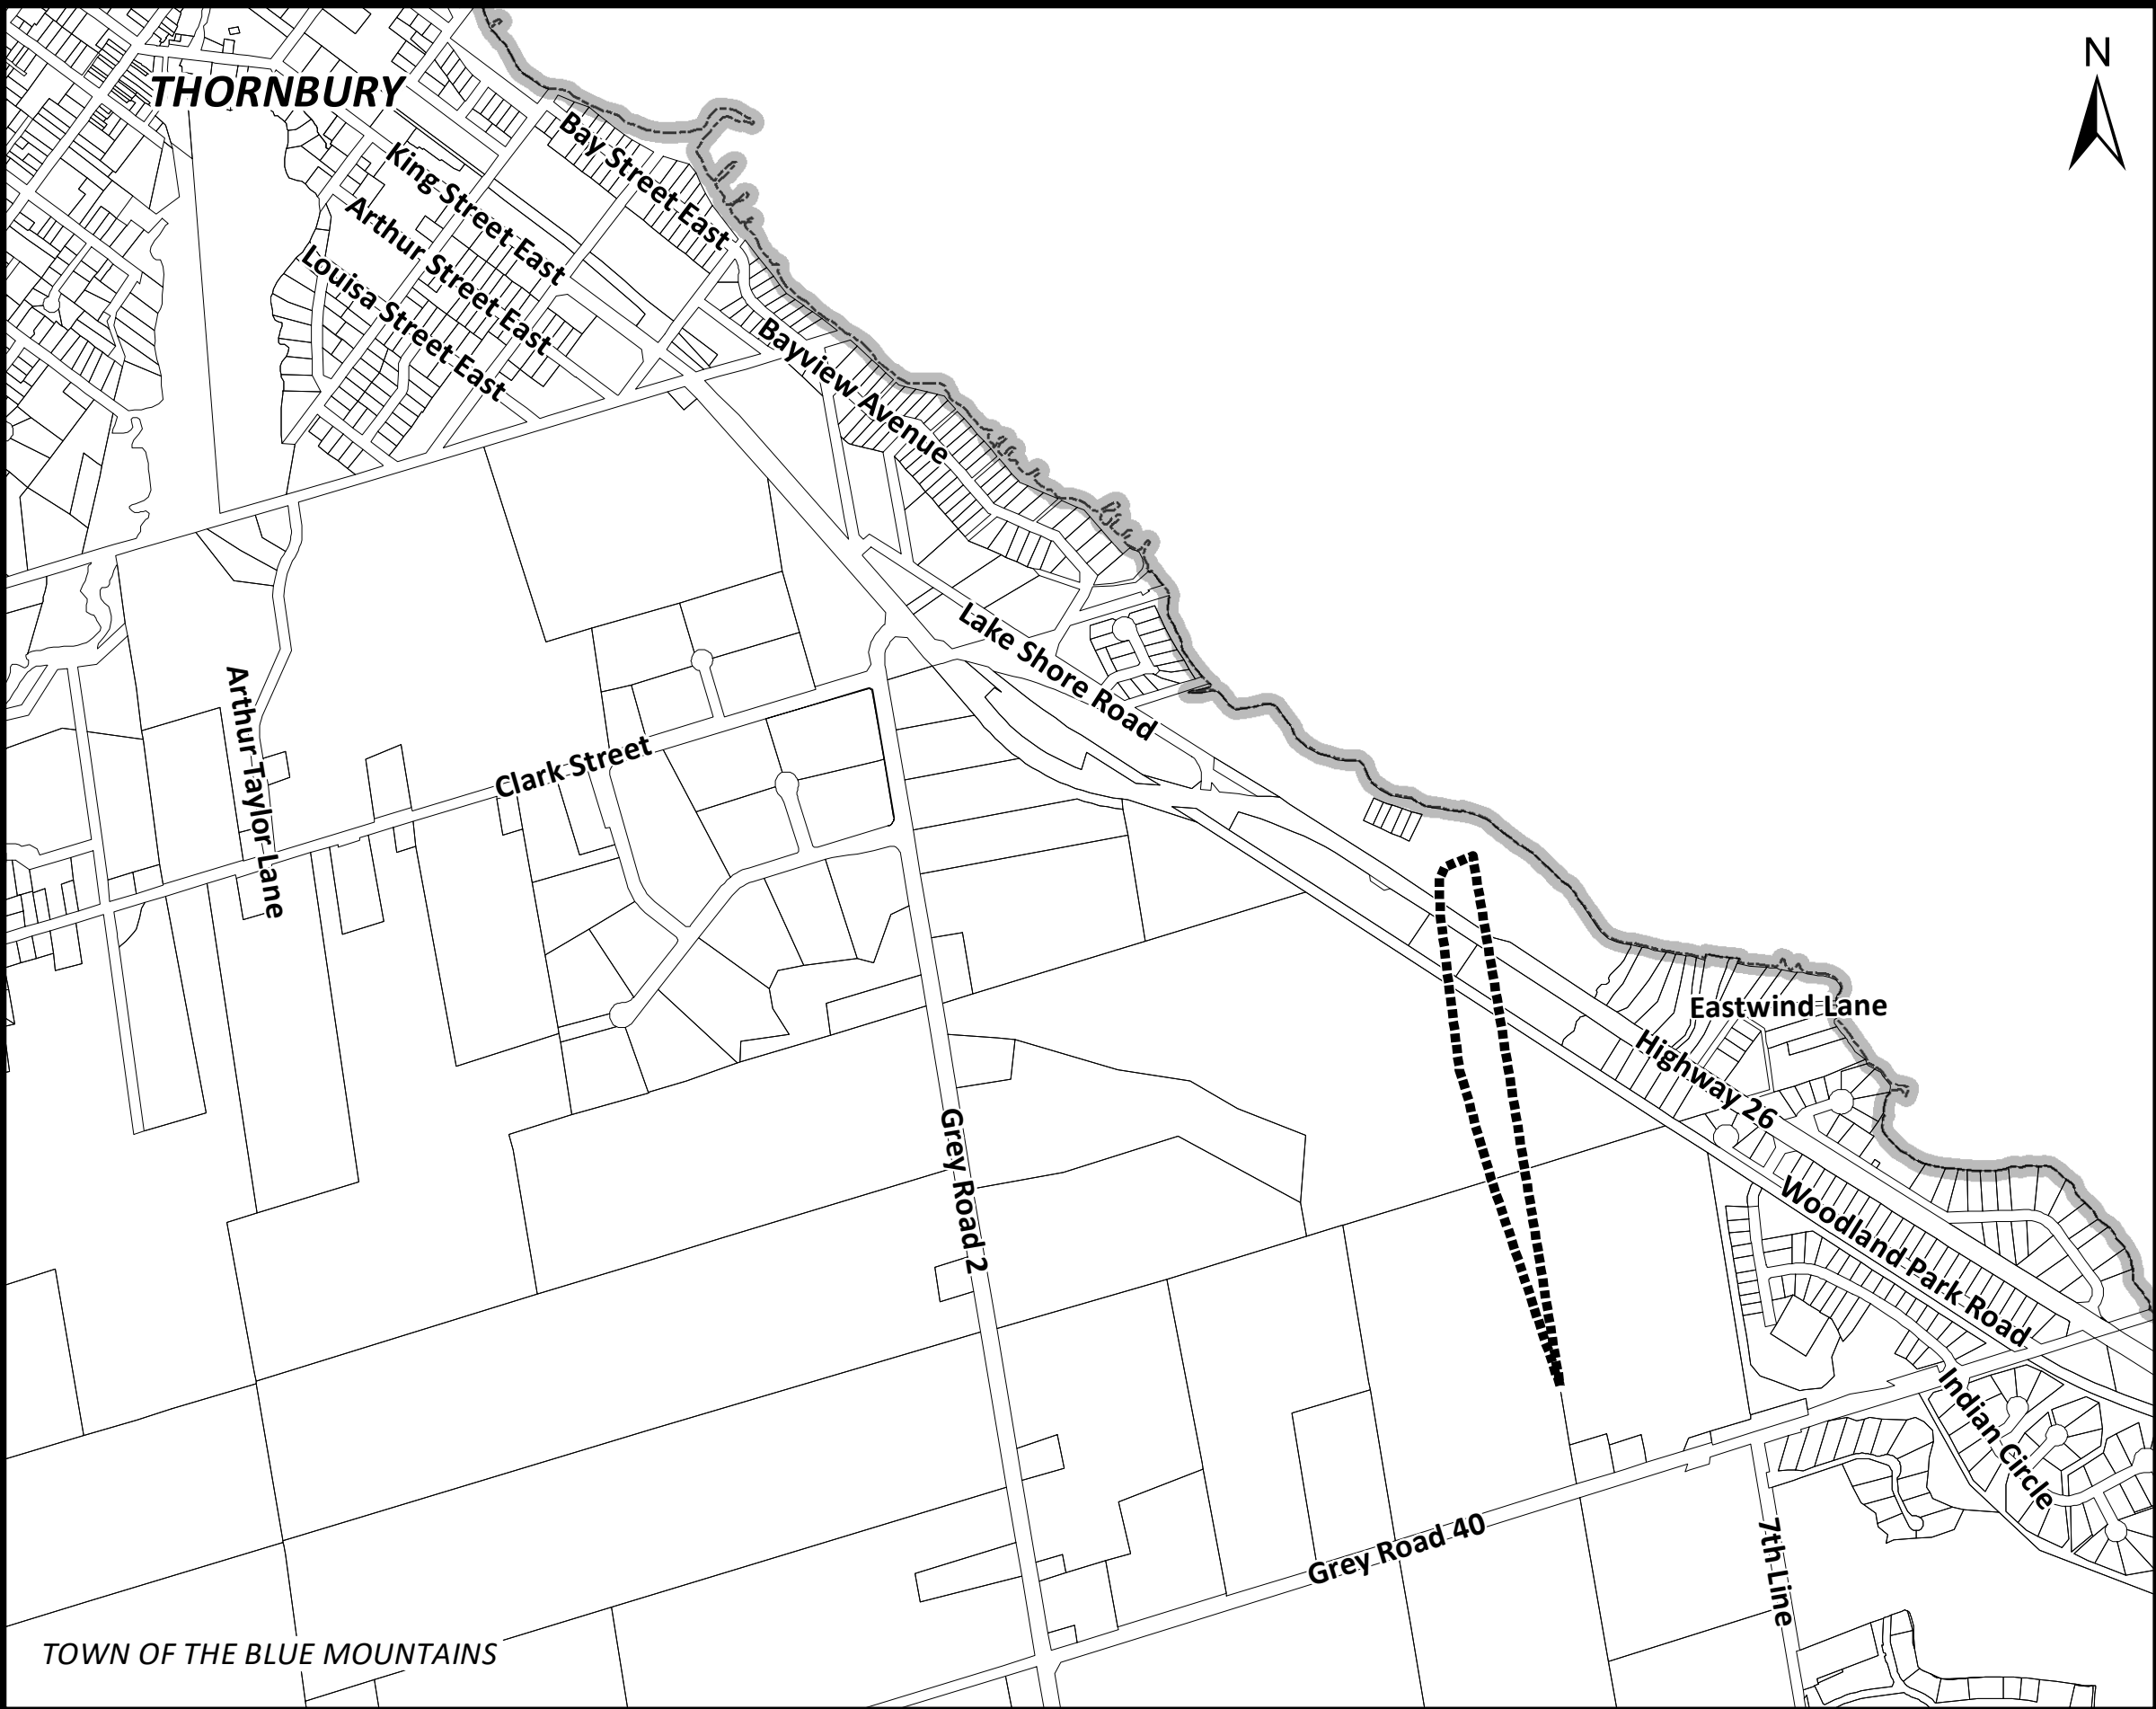 N
THORNBURY
Bay Street East
King Street East
Arthur Street East
Louisa Street East
Bayview Avenue
Lake Shore Road
Arthur Taylor Lane
Clark Street
Eastwind Lane
Highway 26
Grey Road 2
Woodland Park Road
Indian Circle
Grey Road 40
7th Line
TOWN OF THE BLUE MOUNTAINS